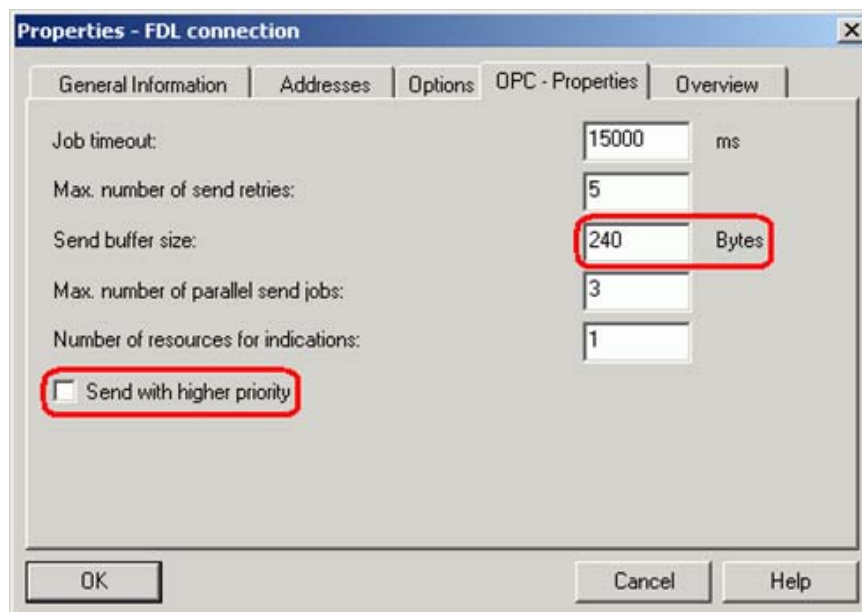 Properties - FDL connection
General Information Addresses Options OPC - Properties Overview
Job timeout: 15000 ms
Max. number of send retries: 5
Send buffer size: 240 Bytes
Max. number of parallel send jobs: 3
Number of resources for indications: 1
Send with higher priority
OK Cancel Help